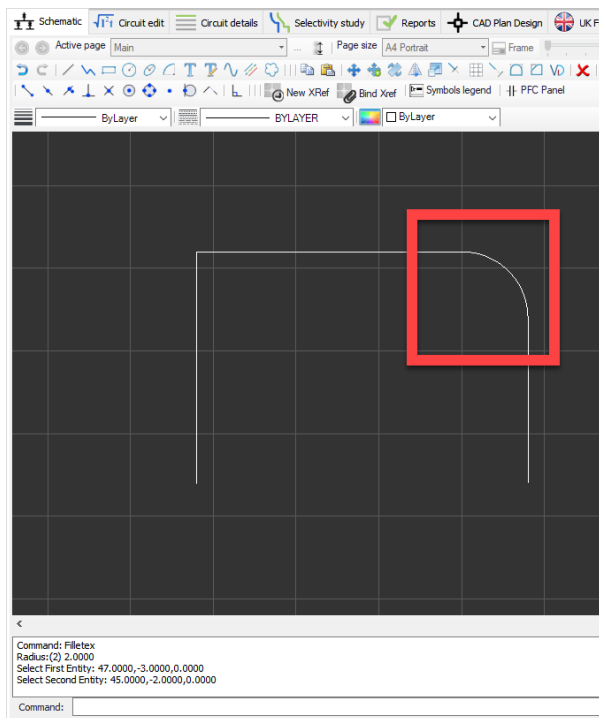 Schematic Circuit edit Circuit details Selectivity study Reports CAD Plan Design UK F
Active page Main ... Page size A4 Portrait Frame
New XRef Bind Xref Symbols legend PFC Panel
ByLayer BYLAYER ByLayer
Command: Filletex
Radius:(2) 2.0000
Select First Entity: 47.0000,-3.0000,0.0000
Select Second Entity: 45.0000,-2.0000,0.0000
Command: